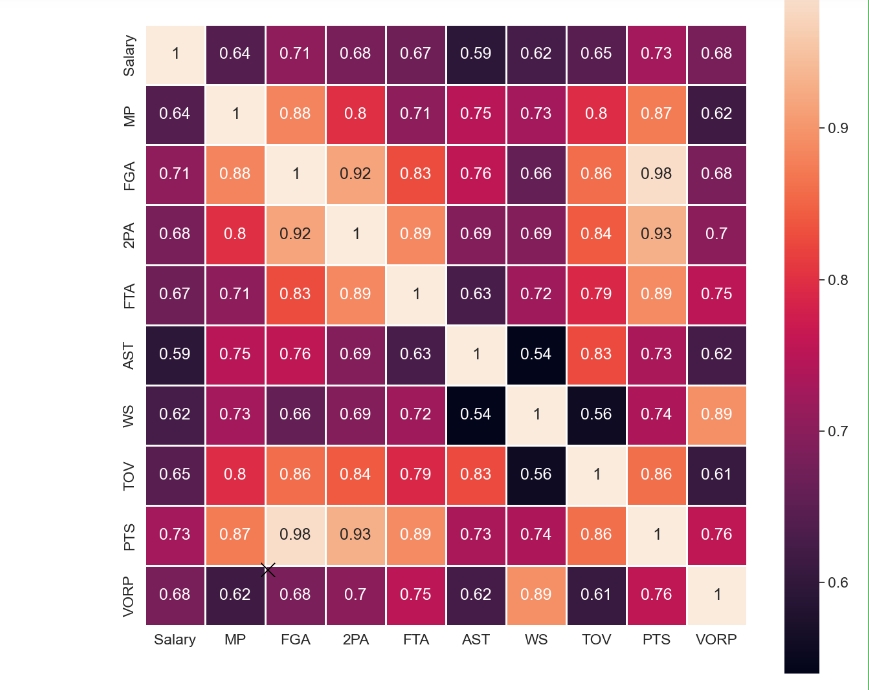 Salary 1 0.64 0.71 0.68 0.67 0.59 0.62 0.65 0.73 0.68
MP 0.64 1 0.88 0.8 0.71 0.75 0.73 0.8 0.87 0.62
0.9
FGA 0.71 0.88 1 0.92 0.83 0.76 0.66 0.86 0.98 0.68
2PA 0.68 0.8 0.92 1 0.89 0.69 0.69 0.84 0.93 0.7
0.8
FTA 0.67 0.71 0.83 0.89 1 0.63 0.72 0.79 0.89 0.75
AST 0.59 0.75 0.76 0.69 0.63 1 0.54 0.83 0.73 0.62
WS 0.62 0.73 0.66 0.69 0.72 0.54 1 0.56 0.74 0.89
0.7
TOV 0.65 0.8 0.86 0.84 0.79 0.83 0.56 1 0.86 0.61
PTS 0.73 0.87 0.98 0.93 0.89 0.73 0.74 0.86 1 0.76
0.6
VORP 0.68 0.62 0.68 0.7 0.75 0.62 0.89 0.61 0.76 1
Salary MP FGA 2PA FTA AST WS TOV PTS VORP